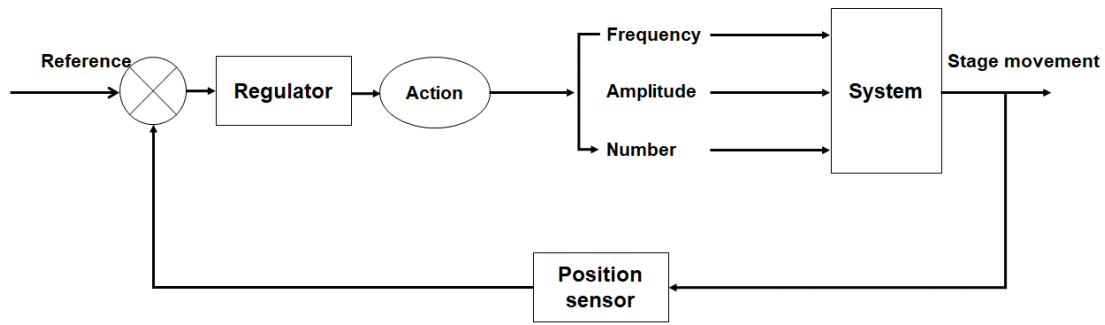 Reference
Regulator
Action
Frequency
Amplitude
Number
System
Stage movement
Position
sensor